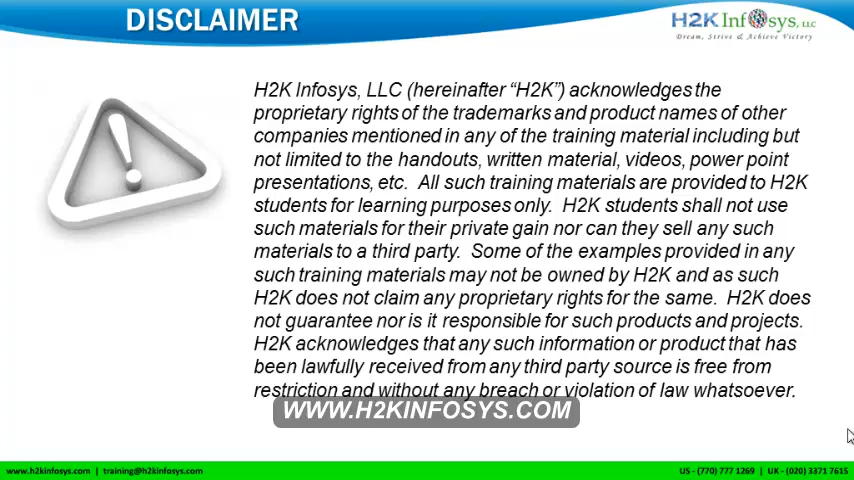 DISCLAIMER
H2K Infosys, LLC
Dream, Strive & Achieve Victory
H2K Infosys, LLC (hereinafter “H2K”) acknowledges the
proprietary rights of the trademarks and product names of other
companies mentioned in any of the training material including but
not limited to the handouts, written material, videos, power point
presentations, etc.  All such training materials are provided to H2K
students for learning purposes only.  H2K students shall not use
such materials for their private gain nor can they sell any such
materials to a third party.  Some of the examples provided in any
such training materials may not be owned by H2K and as such
H2K does not claim any proprietary rights for the same.  H2K does
not guarantee nor is it responsible for such products and projects.
H2K acknowledges that any such information or product that has
been lawfully received from any third party source is free from
restriction and without any breach or violation of law whatsoever.
WWW.H2KINFOSYS.COM
www.h2kinfosys.com | training@h2kinfosys.com
US - (770) 777 1269 | UK - (020) 3371 7615